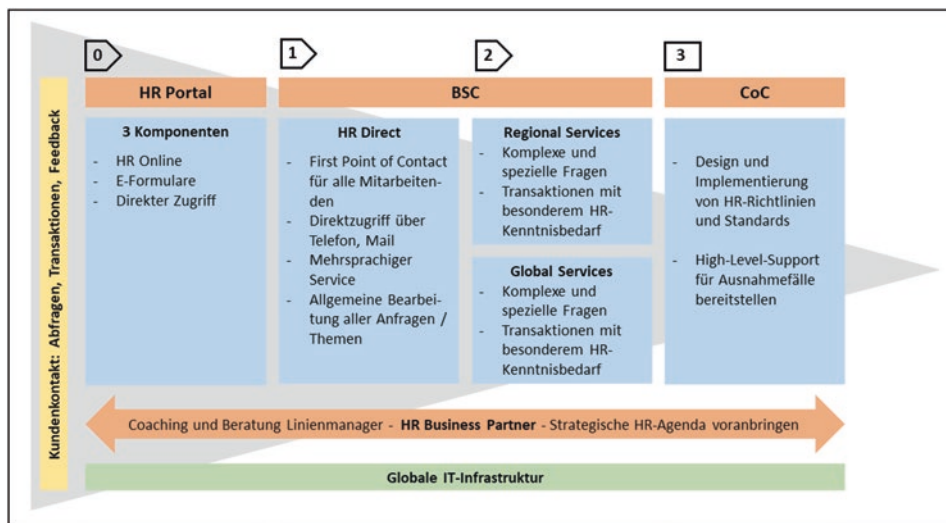 0
1
2
3
HR Portal
BSC
CoC
Kundenkontakt: Abfragen, Transaktionen, Feedback
3 Komponenten
- HR Online
- E-Formulare
- Direkter Zugriff
HR Direct
- First Point of Contact
für alle Mitarbeiten-
den
- Direktzugriff über
Telefon, Mail
- Mehrsprachiger
Service
- Allgemeine Bearbei-
tung aller Anfragen /
Themen
Regional Services
- Komplexe und
spezielle Fragen
- Transaktionen mit
besonderem HR-
Kenntnisbedarf
Global Services
- Komplexe und
spezielle Fragen
- Transaktionen mit
besonderem HR-
Kenntnisbedarf
- Design und
Implementierung
von HR-Richtlinien
und Standards
- High-Level-Support
für Ausnahmefälle
bereitstellen
Coaching und Beratung Linienmanager - HR Business Partner - Strategische HR-Agenda voranbringen
Globale IT-Infrastruktur